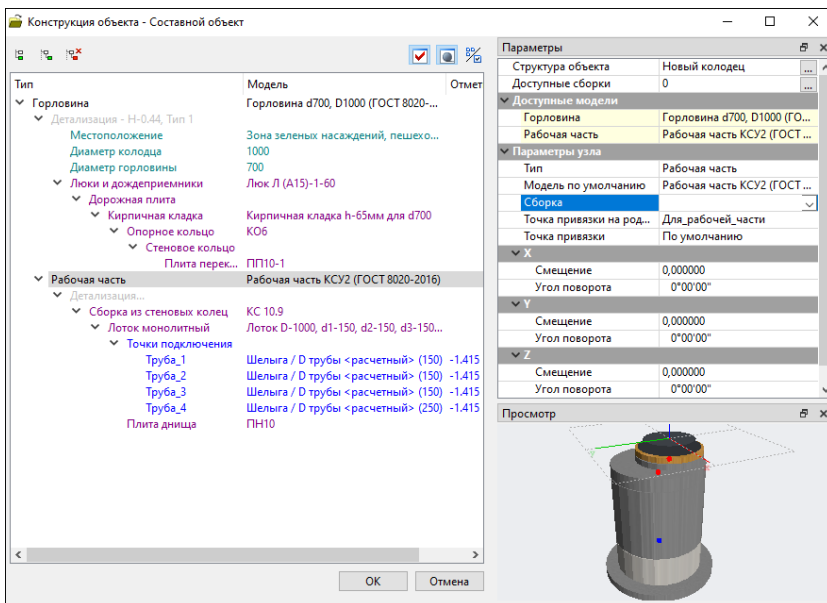 Конструкция объекта - Составной объект
Тип Модель Отмет
Горловина Горловина d700, D1000 (ГОСТ 8020-...
Детализация - H-0.44, Тип 1
Местоположение Зона зеленых насаждений, пешехо...
Диаметр колодца 1000
Диаметр горловины 700
Люки и дождеприемники Люк Л (А15)-1-60
Дорожная плита
Кирпичная кладка Кирпичная кладка h-65мм для d700
Опорное кольцо КО6
Стеновое кольцо
Плита перек... ПП10-1
Рабочая часть Рабочая часть КСУ2 (ГОСТ 8020-2016)
Детализация...
Сборка из стеновых колец КС 10.9
Лоток монолитный Лоток D-1000, d1-150, d2-150, d3-150...
Точки подключения
Труба_1 Шелыга / D трубы <расчетный> (150) -1.415
Труба_2 Шелыга / D трубы <расчетный> (150) -1.415
Труба_3 Шелыга / D трубы <расчетный> (150) -1.415
Труба_4 Шелыга / D трубы <расчетный> (250) -1.415
Плита днища ПН10
OK Отмена
Параметры
Структура объекта Новый колодец ...
Доступные сборки 0 ...
Доступные модели
Горловина Горловина d700, D1000 (ГО...
Рабочая часть Рабочая часть КСУ2 (ГОСТ ...
Параметры узла
Тип Рабочая часть
Модель по умолчанию Рабочая часть КСУ2 (ГОСТ ...
Сборка
Точка привязки на род... Для_рабочей_части
Точка привязки По умолчанию
X
Смещение 0,000000
Угол поворота 0°00'00"
Y
Смещение 0,000000
Угол поворота 0°00'00"
Z
Смещение 0,000000
Угол поворота 0°00'00"
Просмотр